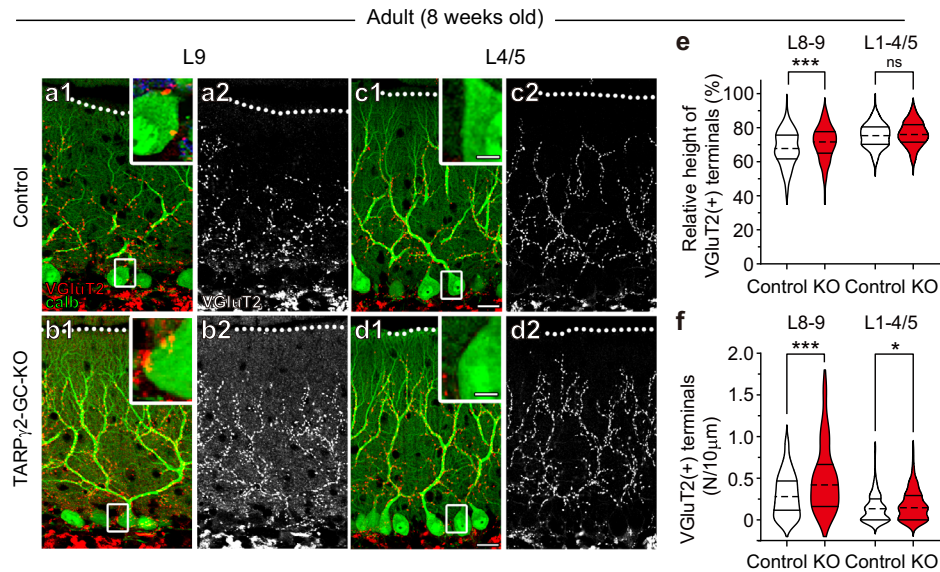 Adult (8 weeks old)
L9
L4/5
Control
a1
a2
c1
c2
VGluT2
calb
VGluT2
TARPγ2-GC-KO
b1
b2
d1
d2
e
L8-9
L1-4/5
***
ns
Relative height of
VGluT2(+) terminals (%)
100
80
60
40
20
0
Control KO
Control KO
f
L8-9
L1-4/5
***
*
VGluT2(+) terminals
(N/10μm)
2.0
1.5
1.0
0.5
0
Control KO
Control KO